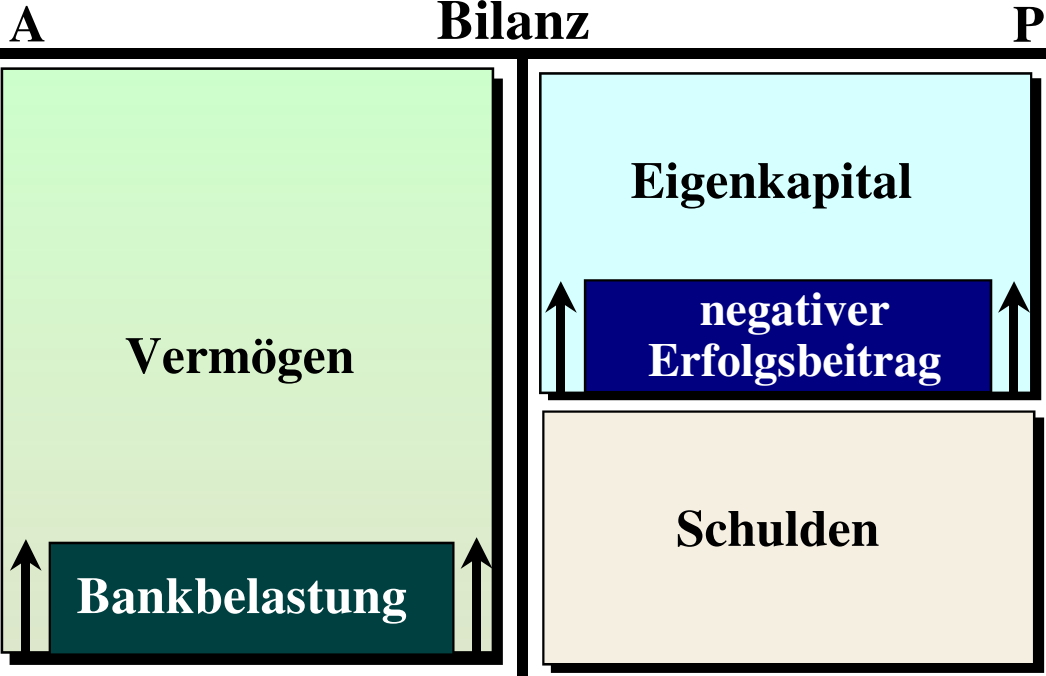 A Bilanz P
Vermögen
Bankbelastung
Eigenkapital
negativer
Erfolgsbeitrag
Schulden